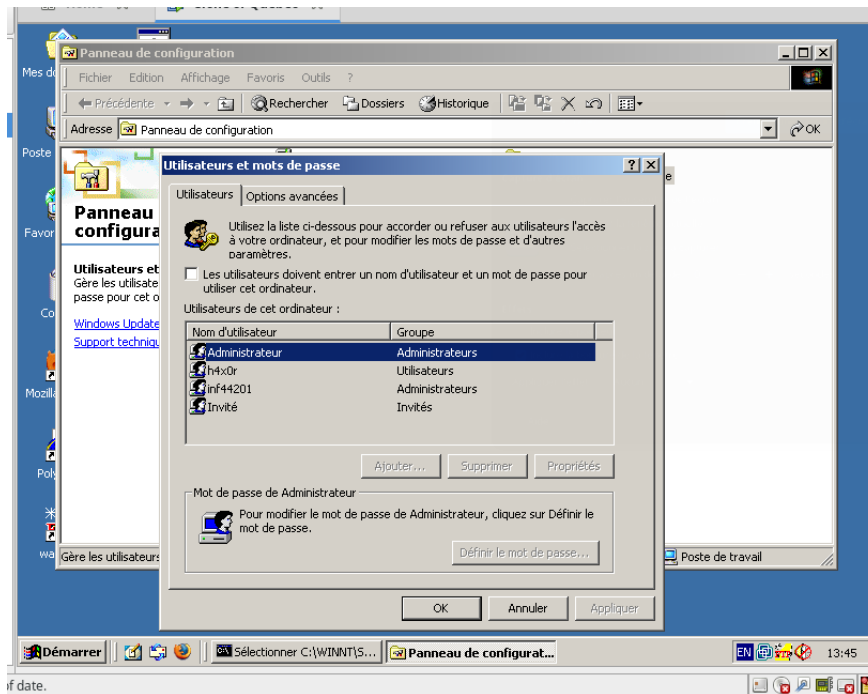 Panneau de configuration
Mes d
Fichier Edition Affichage Favoris Outils ?
Précédente Rechercher Dossiers Historique
Adresse Panneau de configuration OK
Poste
Utilisateurs et mots de passe
Utilisateurs Options avancées
Panneau
configura
Favor
Utilisez la liste ci-dessous pour accorder ou refuser aux utilisateurs l'accès
à votre ordinateur, et pour modifier les mots de passe et d'autres
paramètres.
Utilisateurs et
Gère les utilisate
passe pour cet o
Les utilisateurs doivent entrer un nom d'utilisateur et un mot de passe pour
utiliser cet ordinateur.
Utilisateurs de cet ordinateur :
Co
Windows Update
Support techniqu
Nom d'utilisateur Groupe
Administrateur Administrateurs
h4x0r Utilisateurs
inf44201 Administrateurs
Invité Invités
Mozilla
Ajouter... Supprimer Propriétés
Pol
Mot de passe de Administrateur
Pour modifier le mot de passe de Administrateur, cliquez sur Définir le
mot de passe.
Définir le mot de passe...
wa
Gère les utilisateurs Poste de travail
OK Annuler Appliquer
Démarrer Sélectionner C:\WINNT\S... Panneau de configurat... EN 13:45
of date.